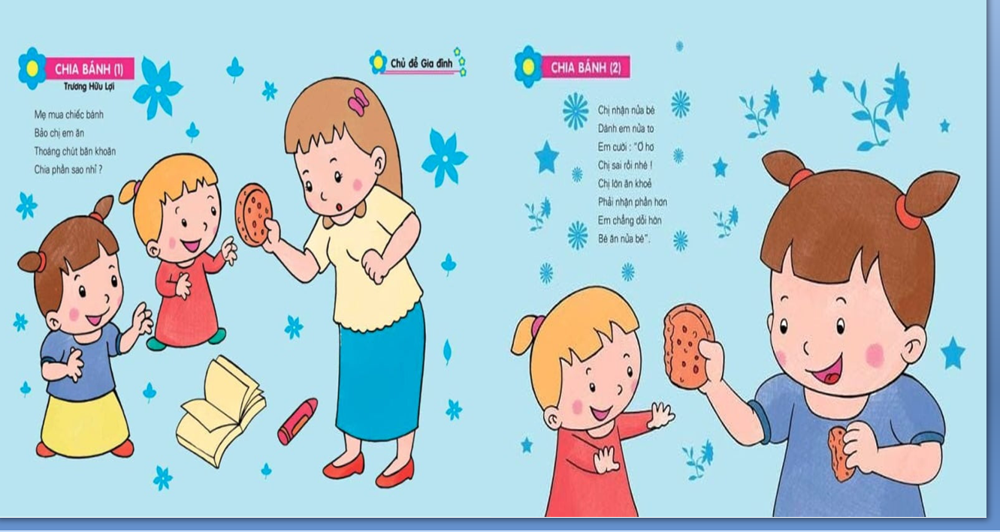 CHIA BÁNH (1)
Trương Hữu Lợi
Chủ đề Gia đình
Mẹ mua chiếc bánh
Bảo chị em ăn
Thoáng chút băn khoăn
Chia phần sao nhỉ ?
CHIA BÁNH (2)
Chị nhận nửa bé
Dành em nửa to
Em cười : "Ơ hơ
Chị sai rồi nhé !
Chị lớn ăn khoẻ
Phải nhận phần hơn
Em chẳng dỗi hờn
Bé ăn nửa bé".